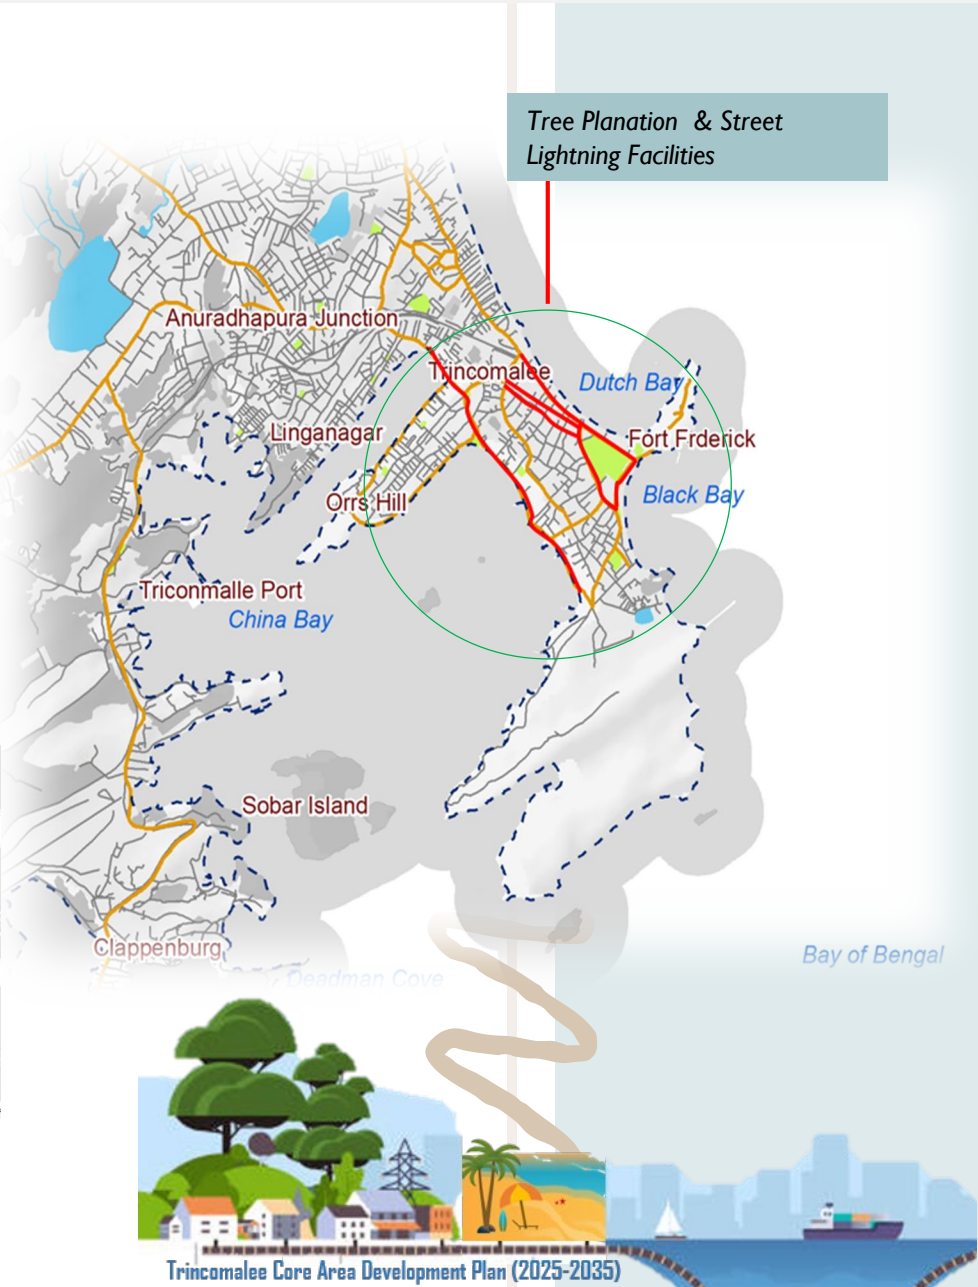 Tree Planation & Street
Lightning Facilities
Anuradhapura Junction
Trincomalee
Dutch Bay
Linganagar
Fort Frderick
Orrs Hill
Black Bay
Triconmalle Port
China Bay
Sobar Island
Clappenburg
Bay of Bengal
Deadman Cove
Trincomalee Core Area Development Plan (2025-2035)